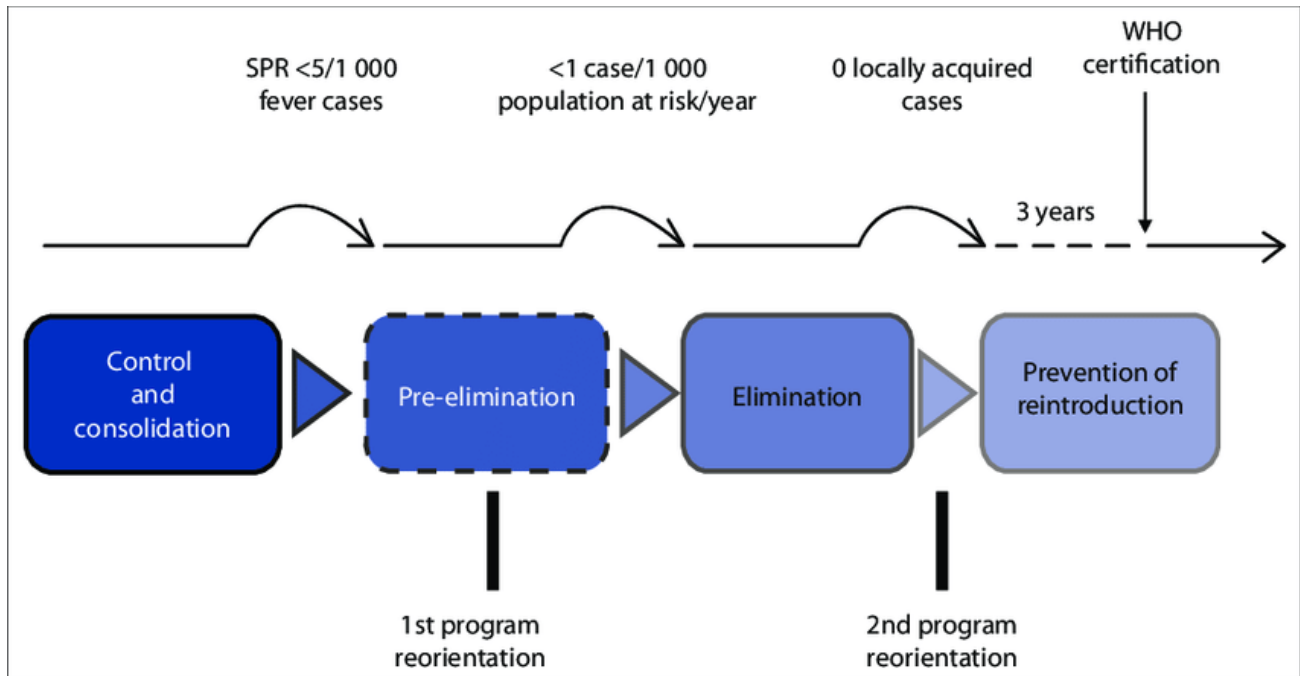 SPR <5/1 000
fever cases
<1 case/1 000
population at risk/year
0 locally acquired
cases
WHO
certification
3 years
Control
and
consolidation
Pre-elimination
Elimination
Prevention of
reintroduction
1st program
reorientation
2nd program
reorientation